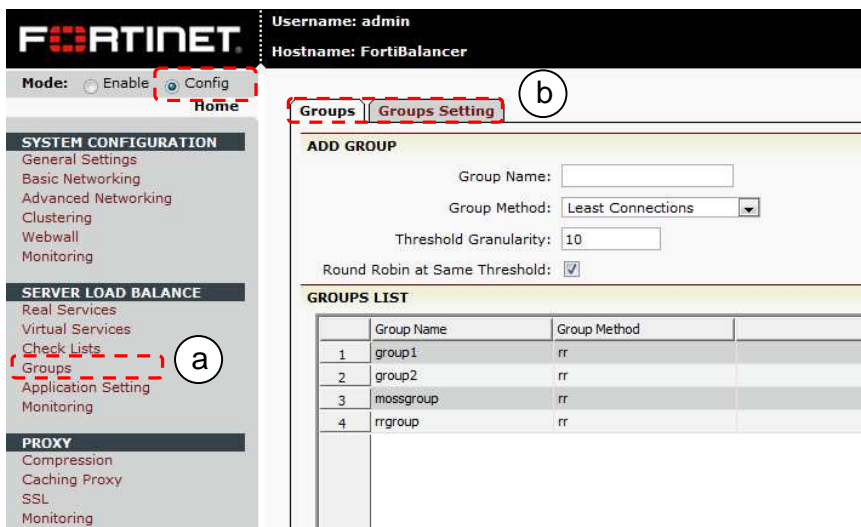 FORTINET
Username: admin
Hostname: FortiBalancer
Mode: Enable Config
Home
SYSTEM CONFIGURATION
General Settings
Basic Networking
Advanced Networking
Clustering
Webwall
Monitoring
SERVER LOAD BALANCE
Real Services
Virtual Services
Check Lists
Groups
a
Application Setting
Monitoring
PROXY
Compression
Caching Proxy
SSL
Monitoring
Groups Groups Setting
b
ADD GROUP
Group Name:
Group Method: Least Connections
Threshold Granularity: 10
Round Robin at Same Threshold:
GROUPS LIST
Group Name Group Method
1 group1 rr
2 group2 rr
3 mossgroup rr
4 rrgroup rr